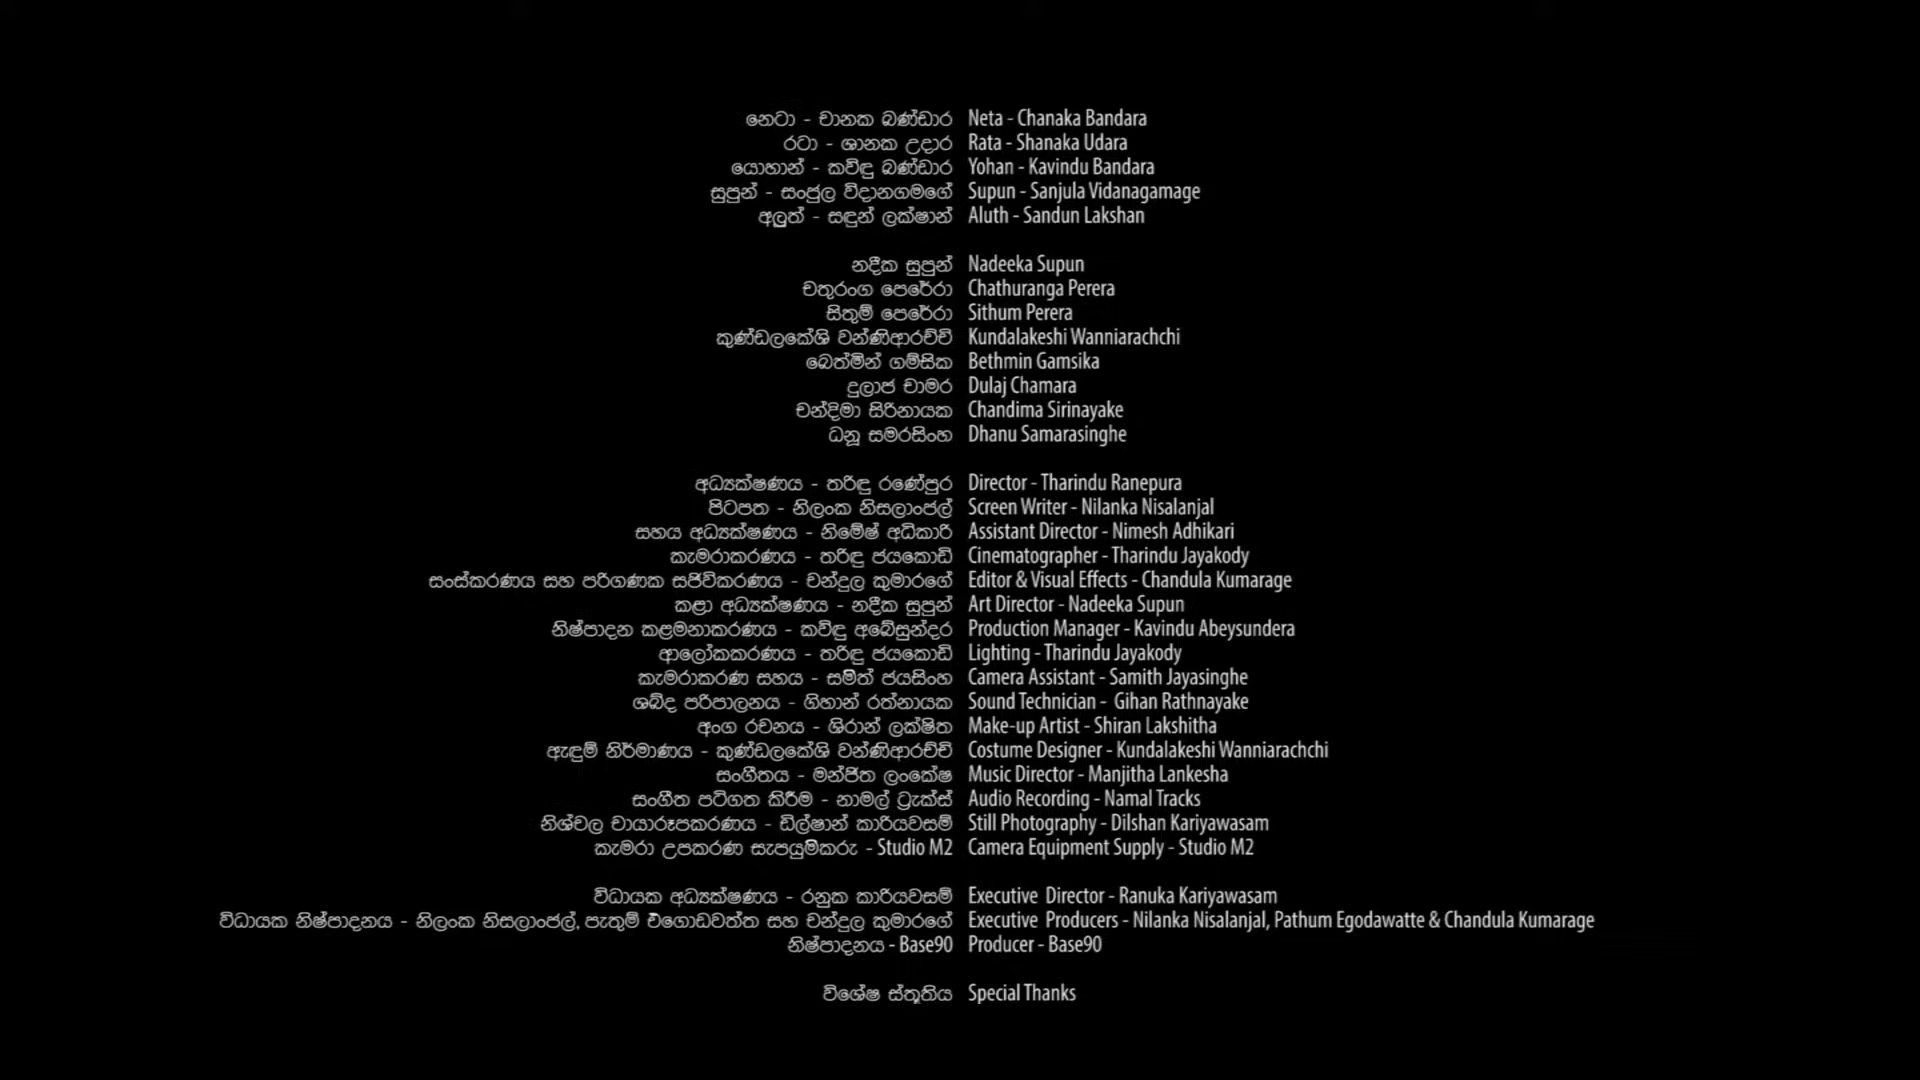 නෙටා - චානක බණ්ඩාර Neta - Chanaka Bandara
රටා - ශානක උදාර Rata - Shanaka Udara
යොහාන් - කවිඳු බණ්ඩාර Yohan - Kavindu Bandara
සුපුන් - සංජුල විදානගමගේ Supun - Sanjula Vidanagamage
අලුත් - සඳුන් ලක්ෂාන් Aluth - Sandun Lakshan
නදීක සුපුන් Nadeeka Supun
චතුරංග පෙරේරා Chathuranga Perera
සිතුම් පෙරේරා Sithum Perera
කුණ්ඩලකේශි වන්ණිආරච්චි Kundalakeshi Wanniarachchi
බෙත්මින් ගම්සික Bethmin Gamsika
දුලාජ චාමර Dulaj Chamara
චන්දිමා සිරිනායක Chandima Sirinayake
ධනූ සමරසිංහ Dhanu Samarasinghe
අධ්‍යක්ෂණය - තරිඳු රණේපුර Director - Tharindu Ranepura
පිටපත - නිලංක නිසලාංජල් Screen Writer - Nilanka Nisalanjal
සහය අධ්‍යක්ෂණය - නිමේෂ් අධිකාරි Assistant Director - Nimesh Adhikari
කැමරාකරණය - තරිඳු ජයකොඩි Cinematographer - Tharindu Jayakody
සංස්කරණය සහ පරිගණක සජිවිකරණය - චන්දුල කුමාරගේ Editor & Visual Effects - Chandula Kumarage
කළා අධ්‍යක්ෂණය - නදීක සුපුන් Art Director - Nadeeka Supun
නිෂ්පාදන කළමනාකරණය - කවිඳු අබේසුන්දර Production Manager - Kavindu Abeysundera
ආලෝකකරණය - තරිඳු ජයකොඩි Lighting - Tharindu Jayakody
කැමරාකරණ සහය - සමිත් ජයසිංහ Camera Assistant - Samith Jayasinghe
ශබ්ද පරිපාලනය - ගිහාන් රත්නායක Sound Technician - Gihan Rathnayake
අංග රචනය - ශිරාන් ලක්ෂිත Make-up Artist - Shiran Lakshitha
ඇඳුම් නිර්මාණය - කුණ්ඩලකේශි වන්ණිආරච්චි Costume Designer - Kundalakeshi Wanniarachchi
සංගීතය - මන්ජිත ලංකේෂ Music Director - Manjitha Lankesha
සංගීත පටිගත කිරීම - නාමල් ට්‍රැක්ස් Audio Recording - Namal Tracks
නිශ්චල ඡායාරූපකරණය - ඩිල්ෂාන් කාරියවසම් Still Photography - Dilshan Kariyawasam
කැමරා උපකරණ සැපයුම්කරු - Studio M2 Camera Equipment Supply - Studio M2
විධායක අධ්‍යක්ෂණය - රනුක කාරියවසම් Executive Director - Ranuka Kariyawasam
විධායක නිෂ්පාදනය - නිලංක නිසලාංජල්, පැතුම් එගොඩවත්ත සහ චන්දුල කුමාරගේ Executive Producers - Nilanka Nisalanjal, Pathum Egodawatte & Chandula Kumarage
නිෂ්පාදනය - Base90 Producer - Base90
විශේෂ ස්තූතිය Special Thanks